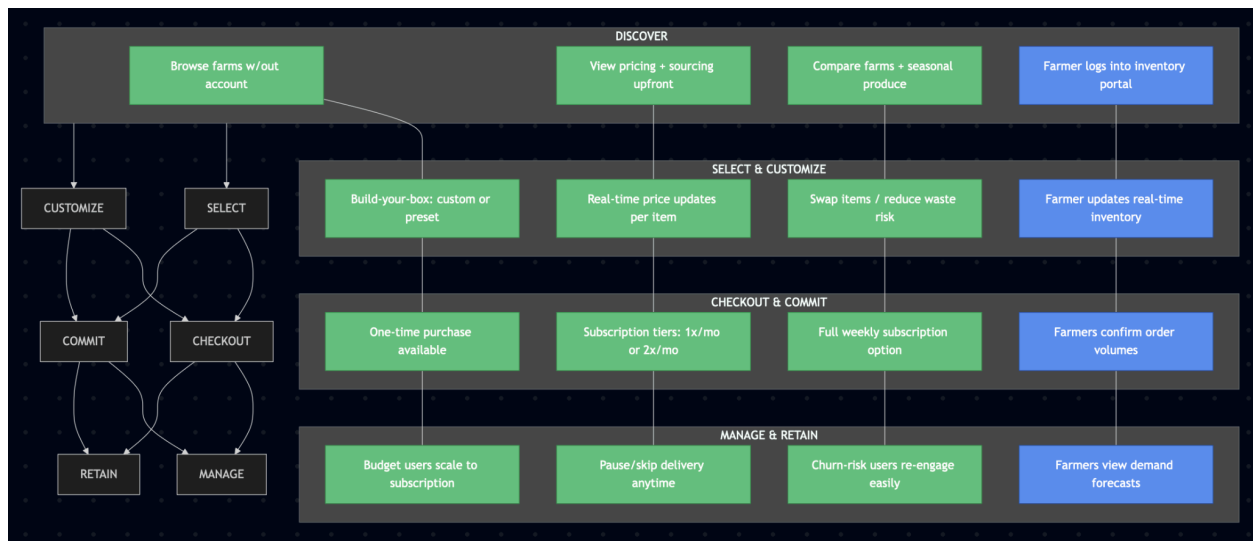 DISCOVER
Browse farms w/out
account
View pricing + sourcing
upfront
Compare farms + seasonal
produce
Farmer logs into inventory
portal
CUSTOMIZE
SELECT
SELECT & CUSTOMIZE
Build-your-box: custom or
preset
Real-time price updates
per item
Swap items / reduce waste
risk
Farmer updates real-time
inventory
COMMIT
CHECKOUT
CHECKOUT & COMMIT
One-time purchase
available
Subscription tiers: 1x/mo
or 2x/mo
Full weekly subscription
option
Farmers confirm order
volumes
RETAIN
MANAGE
MANAGE & RETAIN
Budget users scale to
subscription
Pause/skip delivery
anytime
Churn-risk users re-engage
easily
Farmers view demand
forecasts